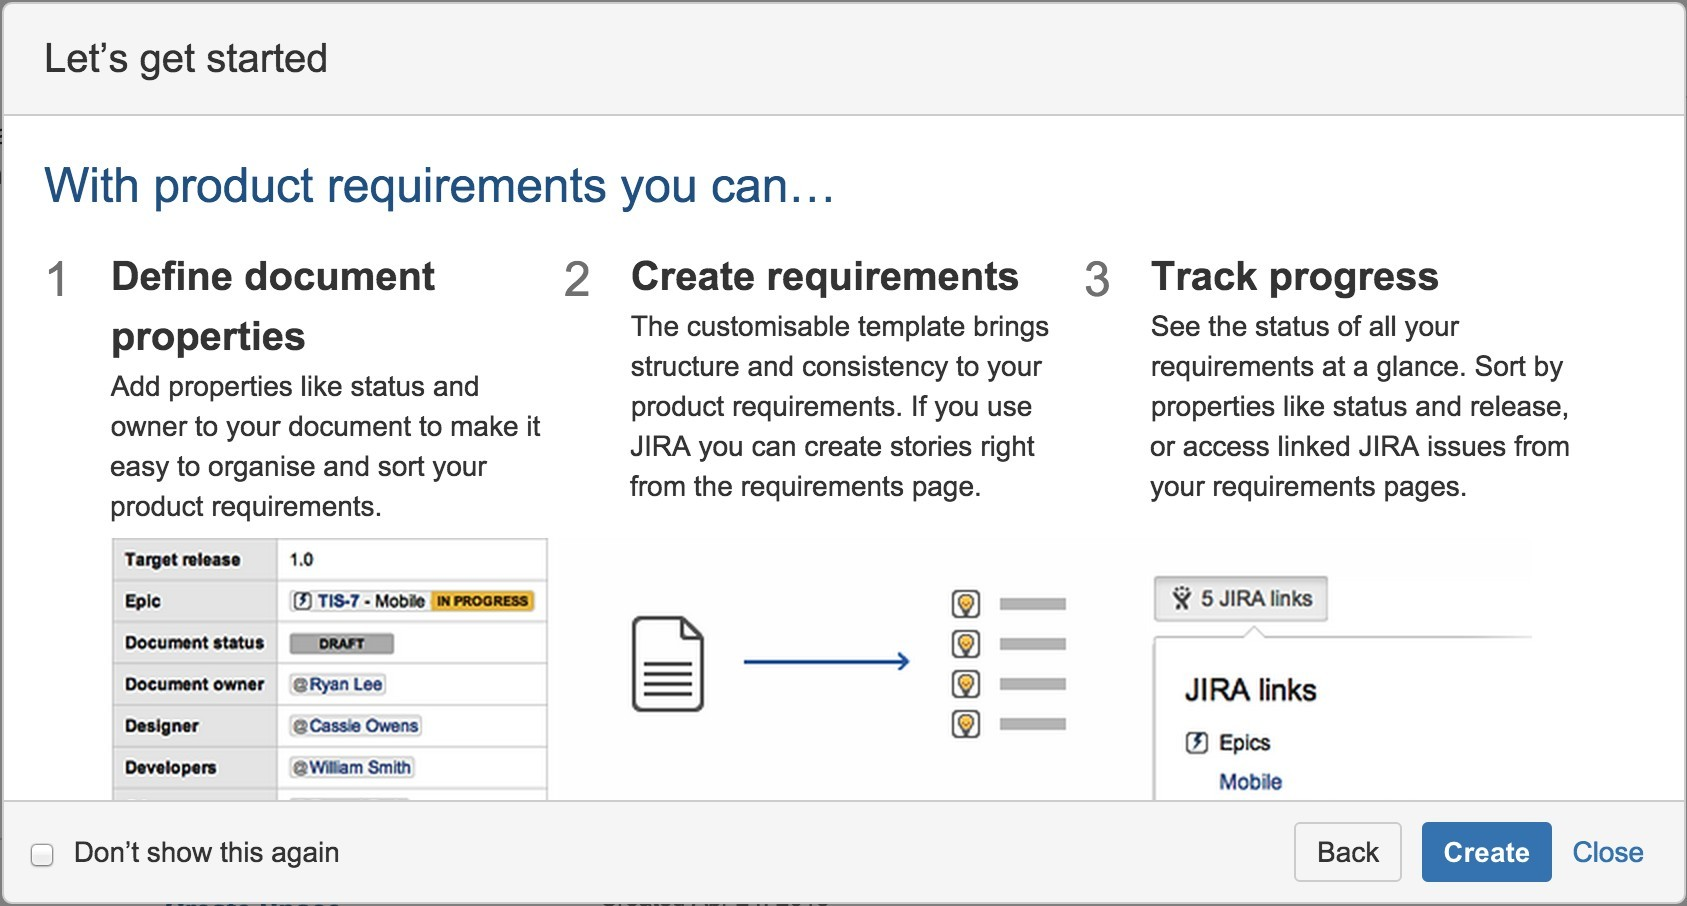 Let’s get started
With product requirements you can…
1 Define document
properties
Add properties like status and
owner to your document to make it
easy to organise and sort your
product requirements.
Target release 1.0
Epic TIS-7 - Mobile IN PROGRESS
Document status DRAFT
Document owner @Ryan Lee
Designer @Cassie Owens
Developers @William Smith
2 Create requirements
The customisable template brings
structure and consistency to your
product requirements. If you use
JIRA you can create stories right
from the requirements page.
3 Track progress
See the status of all your
requirements at a glance. Sort by
properties like status and release,
or access linked JIRA issues from
your requirements pages.
5 JIRA links
JIRA links
Epics
Mobile
Don’t show this again
Back Create Close